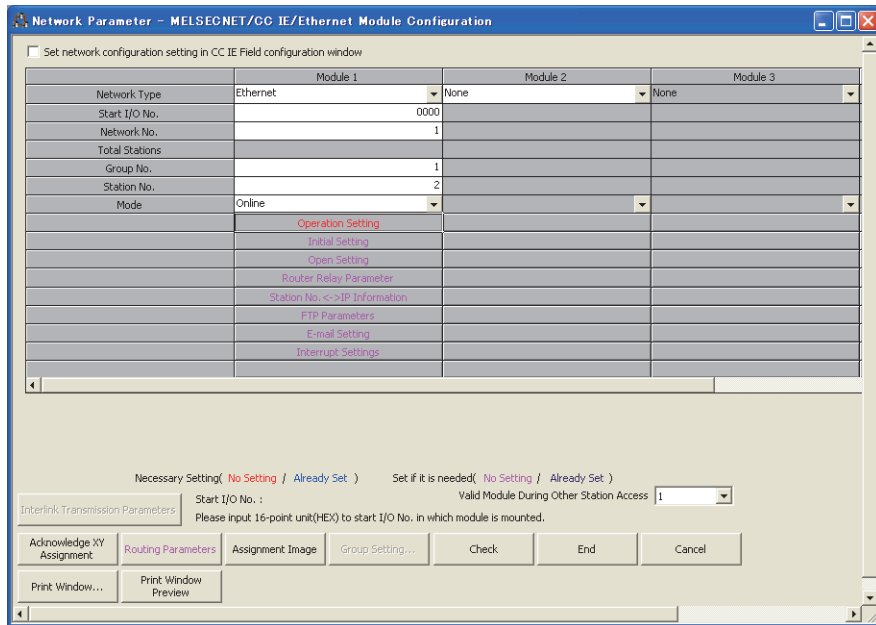 Network Parameter - MELSECNET/CC IE/Ethernet Module Configuration
Set network configuration setting in CC IE Field configuration window
Module 1 Module 2 Module 3
Network Type Ethernet None None
Start I/O No. 0000
Network No. 1
Total Stations
Group No. 1
Station No. 2
Mode Online
Operation Setting
Initial Setting
Open Setting
Router Relay Parameter
Station No.<->IP Information
FTP Parameters
E-mail Setting
Interrupt Settings
Necessary Setting( No Setting / Already Set ) Set if it is needed( No Setting / Already Set )
Interlink Transmission Parameters
Start I/O No. : Valid Module During Other Station Access 1
Please input 16-point unit(HEX) to start I/O No. in which module is mounted.
Acknowledge XY Assignment Routing Parameters Assignment Image Group Setting... Check End Cancel
Print Window... Print Window Preview